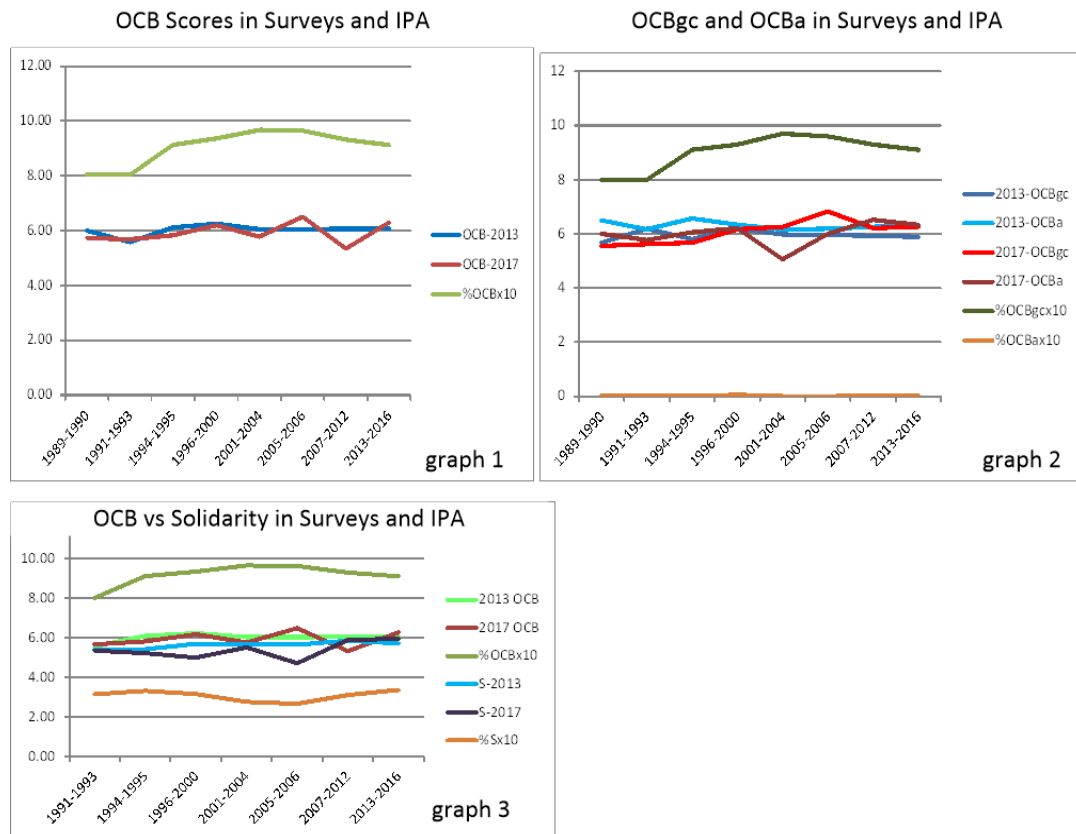 OCB Scores in Surveys and IPA
12.00
10.00
8.00
6.00
4.00
2.00
0.00
OCB-2013
OCB-2017
%OCBx10
1989-1990
1991-1993
1994-1995
1996-2000
2001-2004
2005-2006
2007-2012
2013-2016
graph 1
OCBgc and OCBa in Surveys and IPA
12
10
8
6
4
2
0
2013-OCBgc
2013-OCBa
2017-OCBgc
2017-OCBa
%OCBgcx10
%OCBax10
1989-1990
1991-1993
1994-1995
1996-2000
2001-2004
2005-2006
2007-2012
2013-2016
graph 2
OCB vs Solidarity in Surveys and IPA
10.00
8.00
6.00
4.00
2.00
0.00
2013 OCB
2017 OCB
%OCBx10
S-2013
S-2017
%Sx10
1991-1993
1994-1995
1996-2000
2001-2004
2005-2006
2007-2012
2013-2016
graph 3